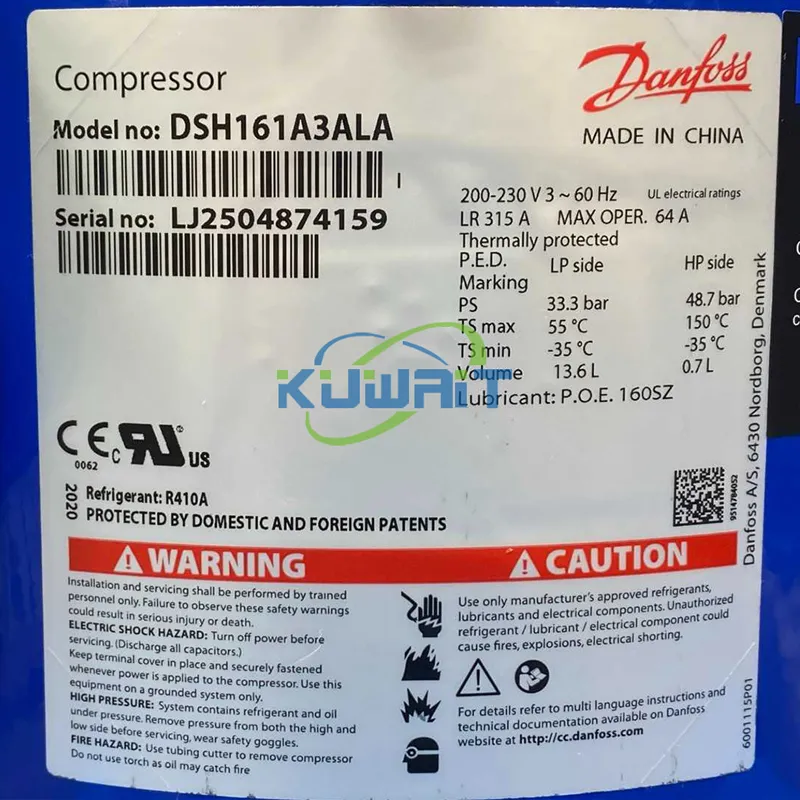 Compressor
Danfoss
MADE IN CHINA
Model no: DSH161A3ALA
Serial no: LJ2504874159
200-230 V 3 ~ 60 Hz UL electrical ratings
LR 315 A MAX OPER. 64 A
Thermally protected
P.E.D. LP side HP side
Marking
PS 33.3 bar 48.7 bar
TS max 55 °C 150 °C
TS min -35 °C -35 °C
Volume 13.6 L 0.7 L
Lubricant: P.O.E. 160SZ
KUWAIT
CE
0062
c RU ® US
2020
Refrigerant: R410A
PROTECTED BY DOMESTIC AND FOREIGN PATENTS
9514784052
Danfoss A/S, 6430 Nordborg, Denmark
WARNING
Installation and servicing shall be performed by trained
personnel only. Failure to observe these safety warnings
could result in serious injury or death.
ELECTRIC SHOCK HAZARD: Turn off power before
servicing. (Discharge all capacitors.)
Keep terminal cover in place and securely fastened
whenever power is applied to the compressor. Use this
equipment on a grounded system only.
HIGH PRESSURE: System contains refrigerant and oil
under pressure. Remove pressure from both the high and
low side before servicing, wear safety goggles.
FIRE HAZARD: Use tubing cutter to remove compressor
Do not use torch as oil may catch fire
CAUTION
Use only manufacturer's approved refrigerants,
lubricants and electrical components. Unauthorized
refrigerant / lubricant / electrical component could
cause fires, explosions, electrical shorting.
For details refer to multi language instructions and
technical documentation available on Danfoss
website at http://cc.danfoss.com
6001115P01